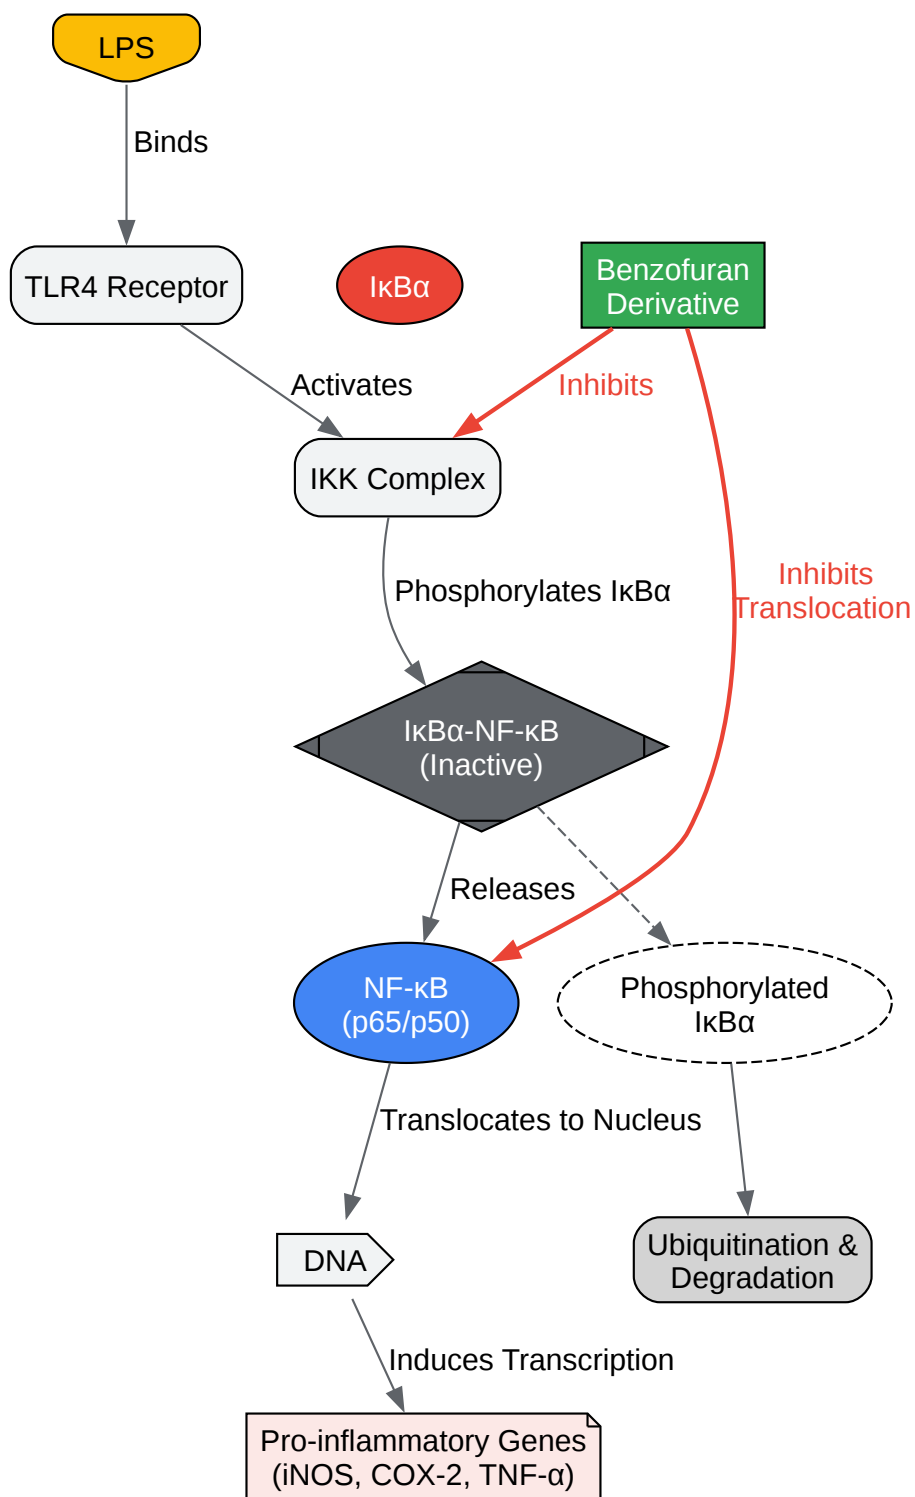 LPS
Binds
TLR4 Receptor
IκBα
Benzofuran
Derivative
Activates
Inhibits
IKK Complex
Phosphorylates IκBα
Inhibits
Translocation
IκBα-NF-κB
(Inactive)
Releases
NF-κB
(p65/p50)
Phosphorylated
IκBα
Translocates to Nucleus
DNA
Ubiquitination &
Degradation
Induces Transcription
Pro-inflammatory Genes
(iNOS, COX-2, TNF-α)